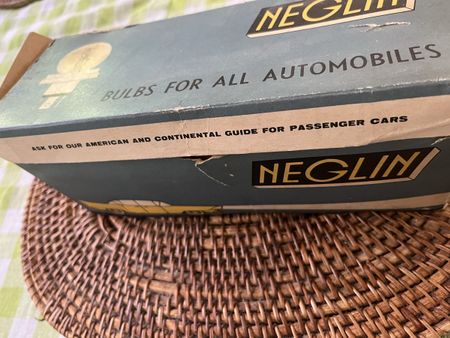 NEGLIN
BULBS FOR ALL AUTOMOBILES
ASK FOR OUR AMERICAN AND CONTINENTAL GUIDE FOR PASSENGER CARS
NEGLIN